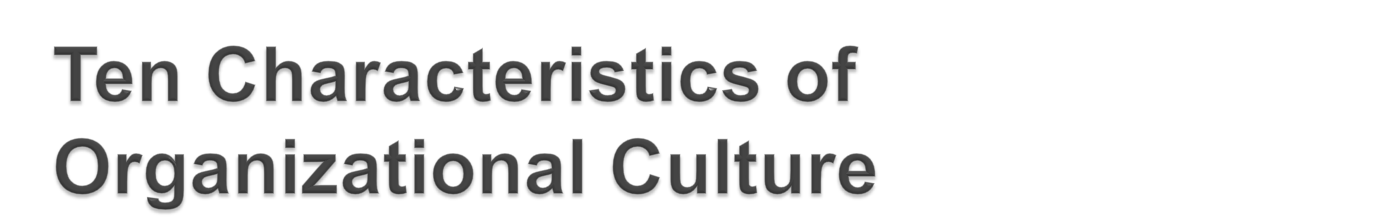 Ten Characteristics of
Organizational Culture